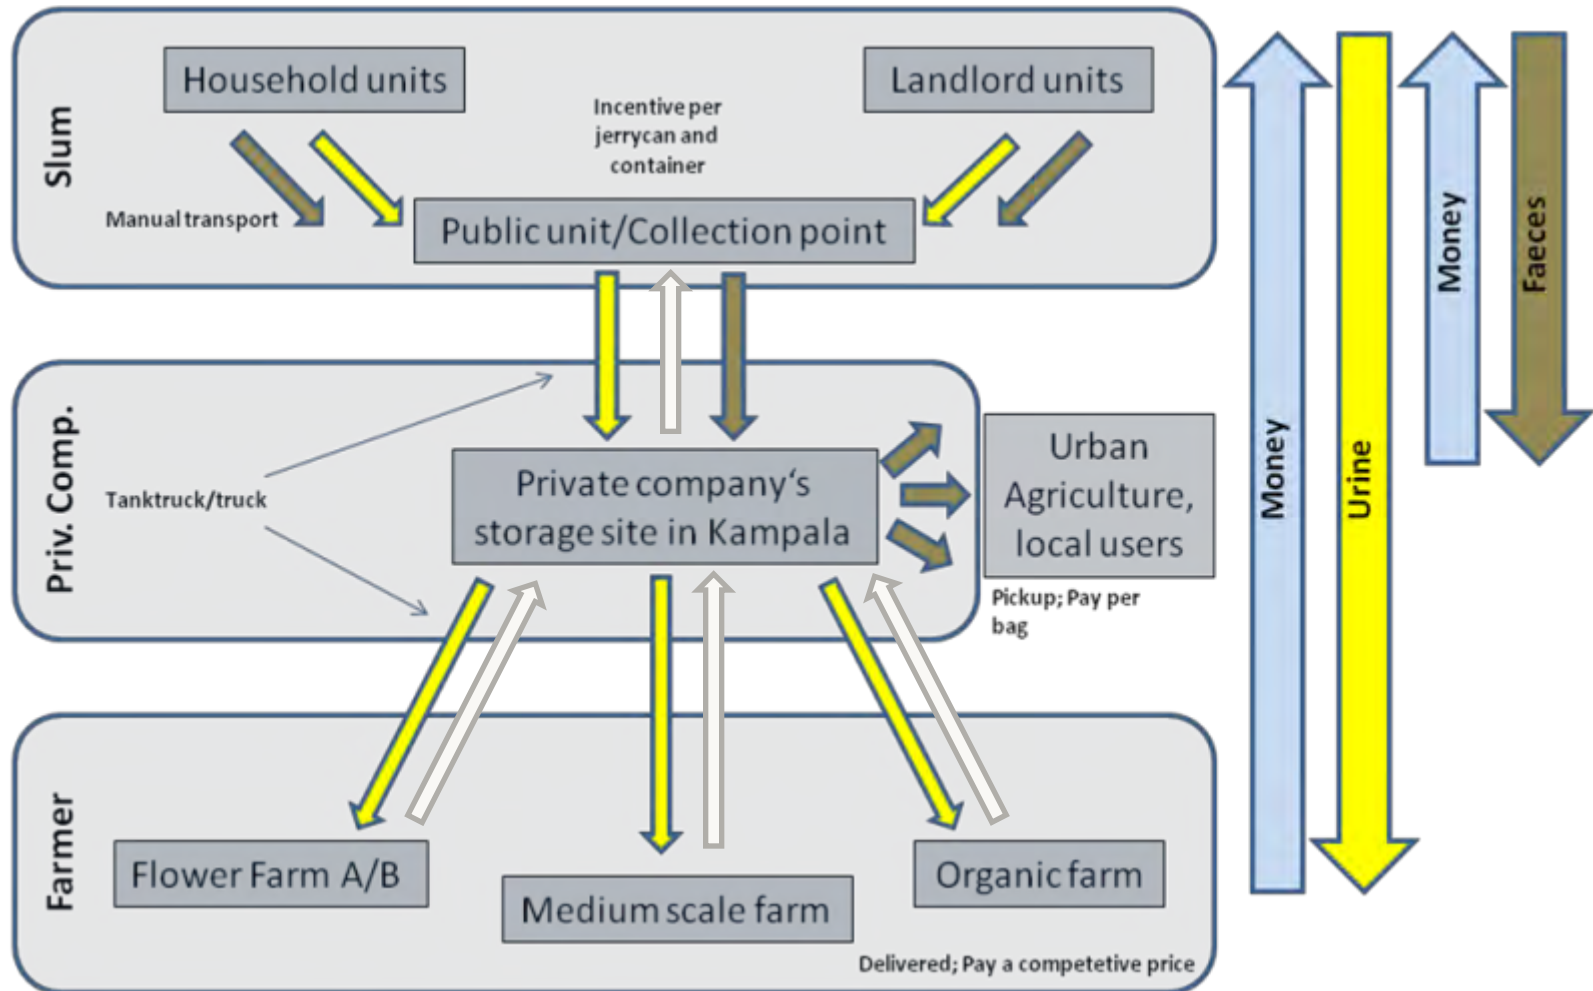 Slum
Household units
Landlord units
Incentive per
jerrycan and
container
Manual transport
Public unit/Collection point
Priv. Comp.
Tanktruck/truck
Private company's
storage site in Kampala
Urban
Agriculture,
local users
Pickup; Pay per
bag
Farmer
Flower Farm A/B
Medium scale farm
Organic farm
Delivered; Pay a competetive price
Money
Urine
Money
Faeces